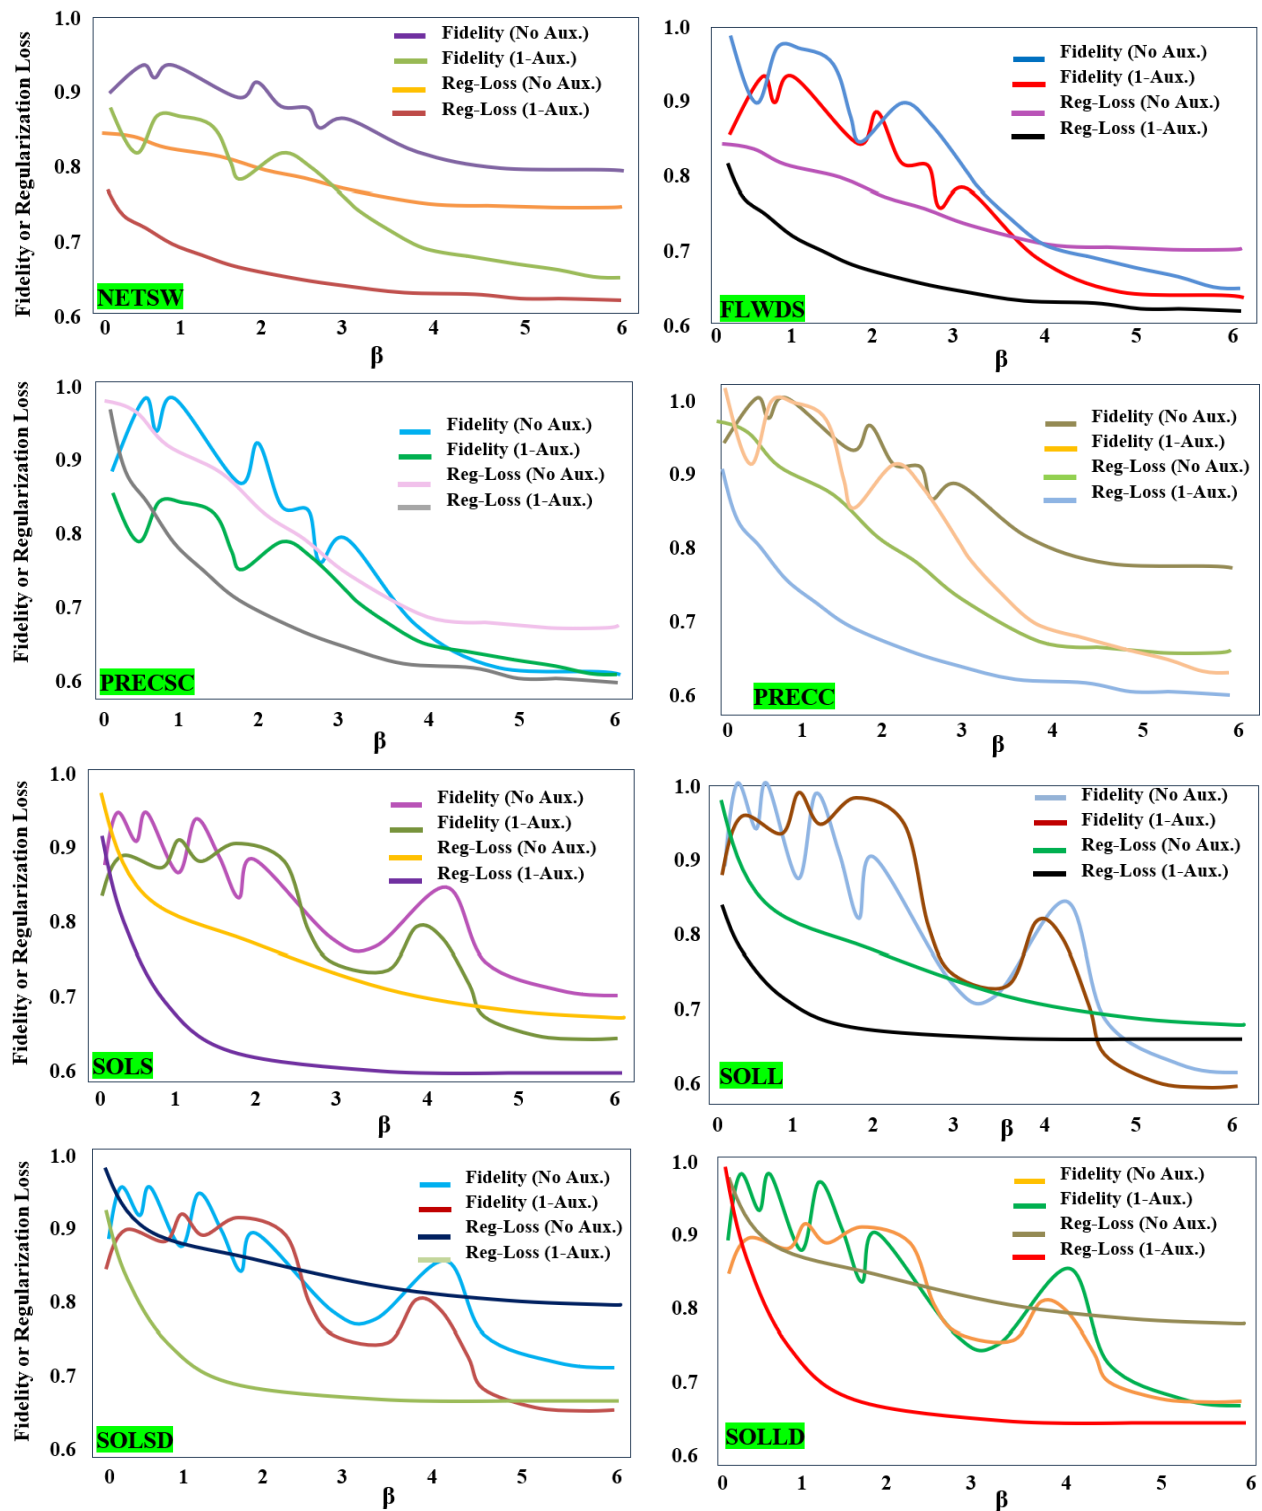 Fidelity or Regularization Loss
1.0
0.9
0.8
0.7
0.6
Fidelity (No Aux.)
Fidelity (1-Aux.)
Reg-Loss (No Aux.)
Reg-Loss (1-Aux.)
NETSW
0 1 2 3 4 5 6
β
1.0
0.9
0.8
0.7
0.6
Fidelity (No Aux.)
Fidelity (1-Aux.)
Reg-Loss (No Aux.)
Reg-Loss (1-Aux.)
FLWDS
0 1 2 3 4 5 6
β
Fidelity or Regularization Loss
1.0
0.9
0.8
0.7
0.6
Fidelity (No Aux.)
Fidelity (1-Aux.)
Reg-Loss (No Aux.)
Reg-Loss (1-Aux.)
PRECSC
0 1 2 3 4 5 6
β
1.0
0.9
0.8
0.7
0.6
Fidelity (No Aux.)
Fidelity (1-Aux.)
Reg-Loss (No Aux.)
Reg-Loss (1-Aux.)
PRECC
0 1 2 3 4 5 6
β
Fidelity or Regularization Loss
1.0
0.9
0.8
0.7
0.6
Fidelity (No Aux.)
Fidelity (1-Aux.)
Reg-Loss (No Aux.)
Reg-Loss (1-Aux.)
SOLS
0 1 2 3 4 5 6
β
1.0
0.9
0.8
0.7
0.6
Fidelity (No Aux.)
Fidelity (1-Aux.)
Reg-Loss (No Aux.)
Reg-Loss (1-Aux.)
SOLL
0 1 2 3 4 5 6
β
Fidelity or Regularization Loss
1.0
0.9
0.8
0.7
0.6
Fidelity (No Aux.)
Fidelity (1-Aux.)
Reg-Loss (No Aux.)
Reg-Loss (1-Aux.)
SOLSD
0 1 2 3 4 5 6
β
1.0
0.9
0.8
0.7
0.6
Fidelity (No Aux.)
Fidelity (1-Aux.)
Reg-Loss (No Aux.)
Reg-Loss (1-Aux.)
SOLLD
0 1 2 3 4 5 6
β